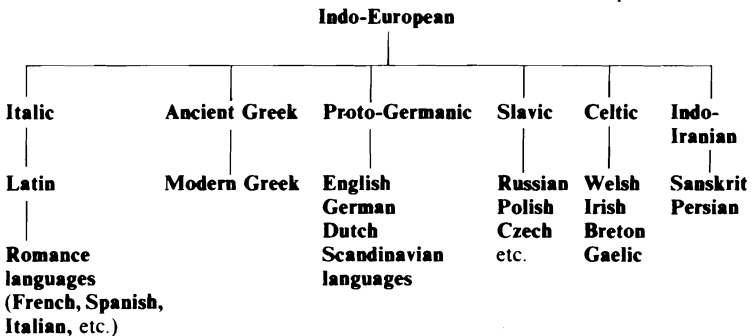 Indo-European
Italic Ancient Greek Proto-Germanic Slavic Celtic Indo-
Iranian
Latin Modern Greek English Russian Welsh Sanskrit
German Polish Irish Persian
Dutch Czech Breton
Romance Scandinavian etc. Gaelic
languages languages
(French, Spanish,
Italian, etc.)